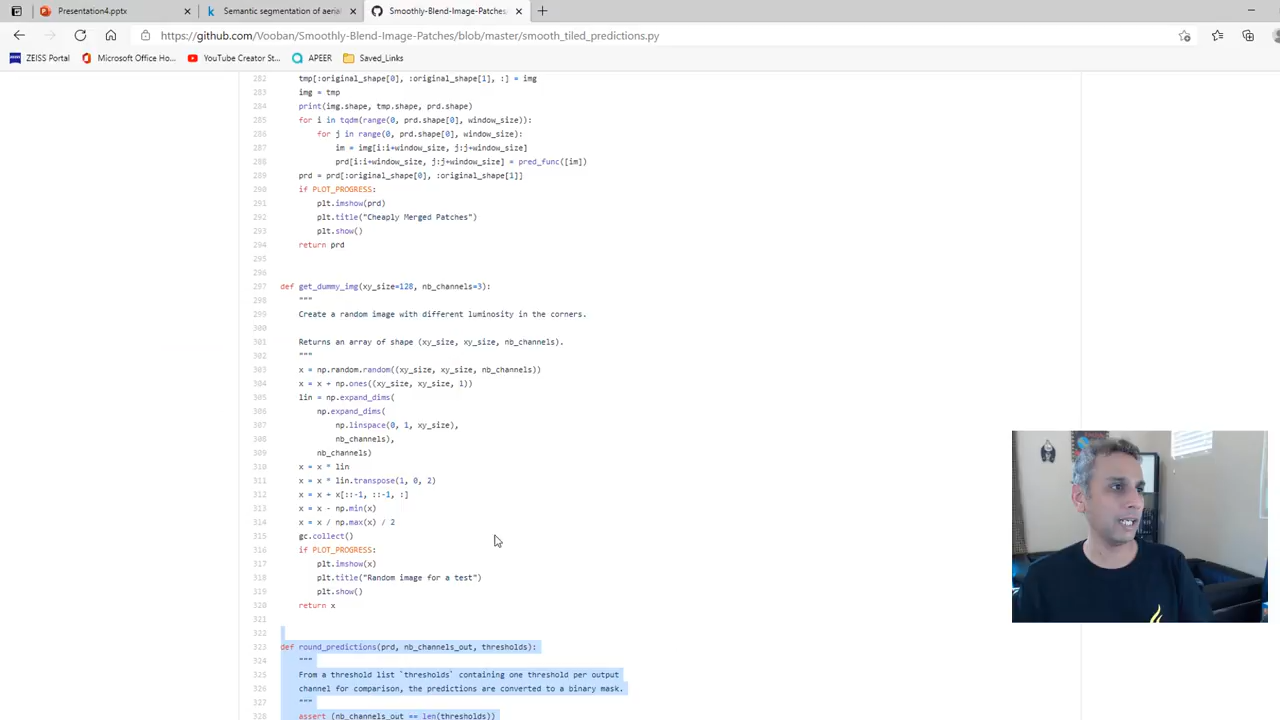 Presentation4.pptx
Semantic segmentation of aerial
Smoothly-Blend-Image-Patches
https://github.com/Vooban/Smoothly-Blend-Image-Patches/blob/master/smooth_tiled_predictions.py
ZEISS Portal
Microsoft Office Ho...
YouTube Creator St...
APEER
Saved_Links
282 tmp[:original_shape[0], :original_shape[1], :] = img
283 img = tmp
284 print(img.shape, tmp.shape, prd.shape)
285 for i in tqdm(range(0, prd.shape[0], window_size)):
286 for j in range(0, prd.shape[0], window_size):
287 im = img[i:i+window_size, j:j+window_size]
288 prd[i:i+window_size, j:j+window_size] = pred_func([im])
289 prd = prd[:original_shape[0], :original_shape[1]]
290 if PLOT_PROGRESS:
291 plt.imshow(prd)
292 plt.title("Cheaply Merged Patches")
293 plt.show()
294 return prd
295
296
297 def get_dummy_img(xy_size=128, nb_channels=3):
298 """
299 Create a random image with different luminosity in the corners.
300
301 Returns an array of shape (xy_size, xy_size, nb_channels).
302 """
303 x = np.random.random((xy_size, xy_size, nb_channels))
304 x = x + np.ones((xy_size, xy_size, 1))
305 lin = np.expand_dims(
306 np.expand_dims(
307 np.linspace(0, 1, xy_size),
308 nb_channels),
309 nb_channels)
310 x = x * lin
311 x = x * lin.transpose(1, 0, 2)
312 x = x + x[::-1, ::-1, :]
313 x = x - np.min(x)
314 x = x / np.max(x) / 2
315 gc.collect()
316 if PLOT_PROGRESS:
317 plt.imshow(x)
318 plt.title("Random image for a test")
319 plt.show()
320 return x
321
322
323 def round_predictions(prd, nb_channels_out, thresholds):
324 """
325 From a threshold list `thresholds` containing one threshold per output
326 channel for comparison, the predictions are converted to a binary mask.
327 """
328 assert (nb_channels_out == len(thresholds))